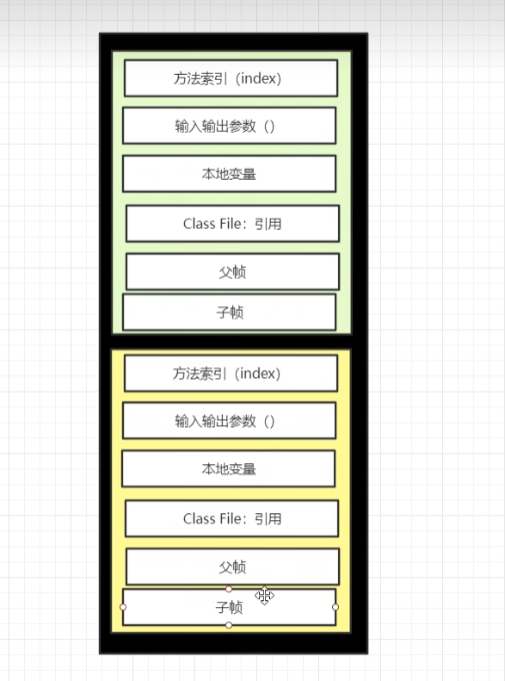 方法索引（index）
输入输出参数（）
本地变量
Class File：引用
父帧
子帧
方法索引（index）
输入输出参数（）
本地变量
Class File：引用
父帧
子帧